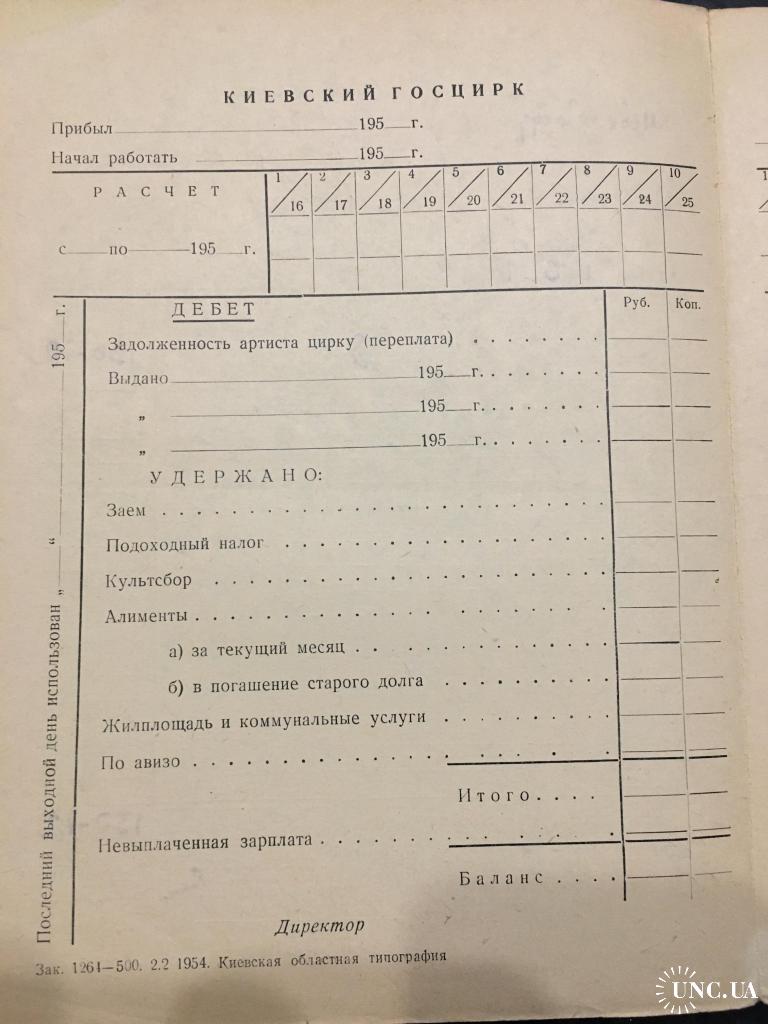 КИЕВСКИЙ ГОСЦИРК
Прибыл 195 г.
Начал работать 195 г.
РАСЧЕТ
с по 195 г.
1/16 2/17 3/18 4/19 5/20 6/21 7/22 8/23 9/24 10/25
ДЕБЕТ Руб. Коп.
Задолженность артиста цирку (переплата)
Выдано 195 г.
„ 195 г.
„ 195 г.
УДЕРЖАНО:
Заем
Подоходный налог
Культсбор
Алименты
а) за текущий месяц
б) в погашение старого долга
Жилплощадь и коммунальные услуги
По авизо
Итого
Невыплаченная зарплата
Баланс
Директор
Последний выходной день использован „ “ 195 г.
Зак. 1264—500. 2.2 1954. Киевская областная типография
UNC.UA